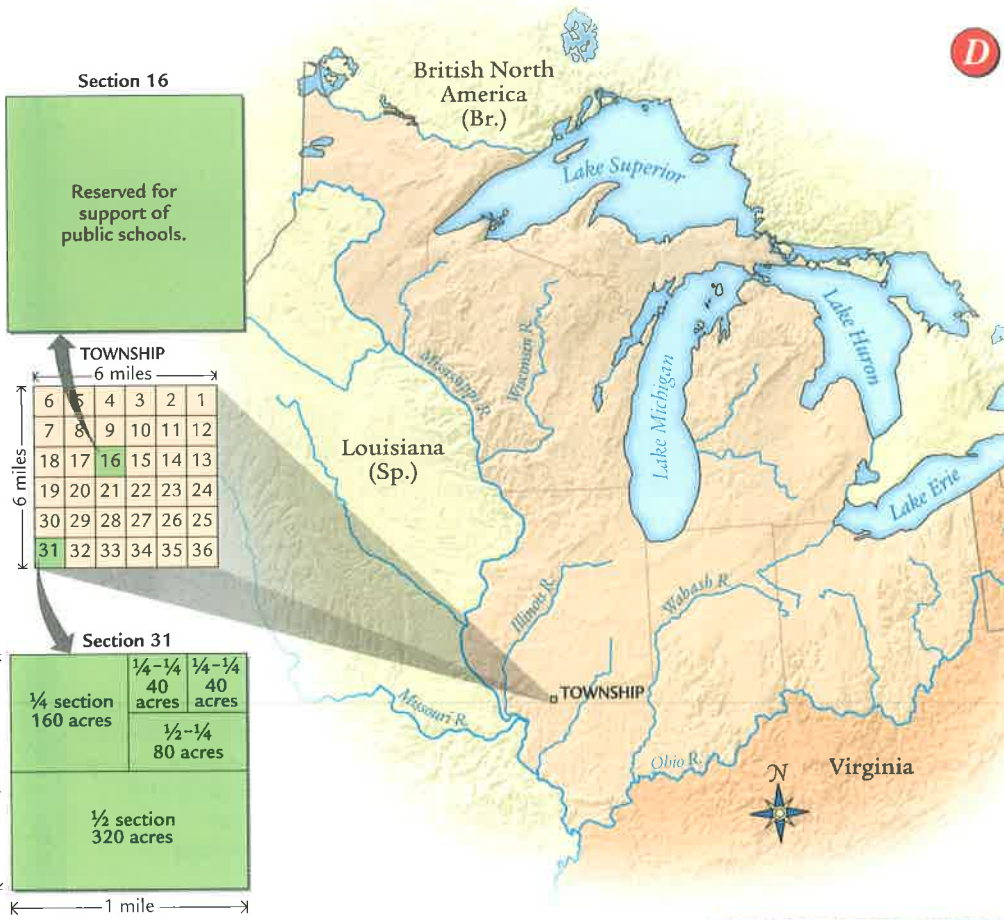 D
Section 16
Reserved for
support of
public schools.
TOWNSHIP
6 miles
6 miles
6 5 4 3 2 1
7 8 9 10 11 12
18 17 16 15 14 13
19 20 21 22 23 24
30 29 28 27 26 25
31 32 33 34 35 36
Section 31
¼ section
160 acres
¼-¼
40
acres
¼-¼
40
acres
½-¼
80 acres
½ section
320 acres
1 mile
British North
America
(Br.)
Lake Superior
Lake Huron
Lake Michigan
Lake Erie
Mississippi R.
Wisconsin R.
Louisiana
(Sp.)
Illinois R.
Wabash R.
TOWNSHIP
Missouri R.
Ohio R.
N
Virginia